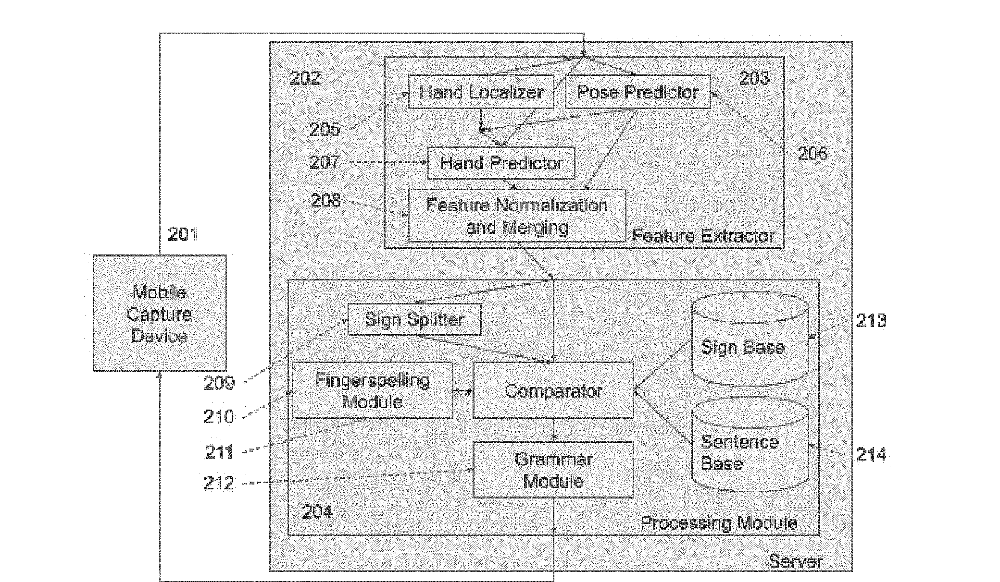 202
203
Hand Localizer
Pose Predictor
205
206
207
Hand Predictor
208
Feature Normalization
and Merging
Feature Extractor
201
Mobile
Capture
Device
Sign Splitter
213
Sign Base
209
Fingerspelling
Module
Comparator
210
211
Sentence
Base
214
Grammar
Module
212
204
Processing Module
Server